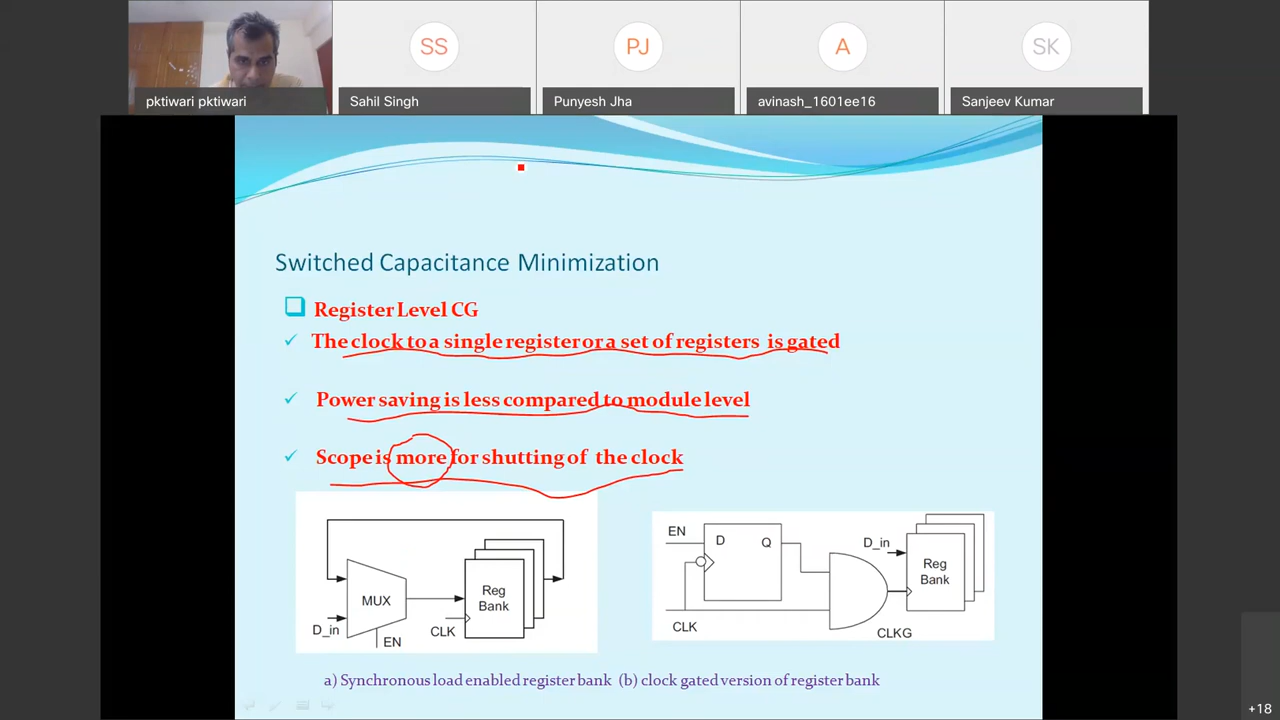 SS
PJ
A
SK
pktiwari pktiwari
Sahil Singh
Punyesh Jha
avinash_1601ee16
Sanjeev Kumar
Switched Capacitance Minimization
Register Level CG
The clock to a single register or a set of registers is gated
Power saving is less compared to module level
Scope is more for shutting of the clock
MUX
Reg
Bank
D_in
EN
CLK
EN
D
Q
CLK
D_in
Reg
Bank
CLKG
a) Synchronous load enabled register bank (b) clock gated version of register bank
+18